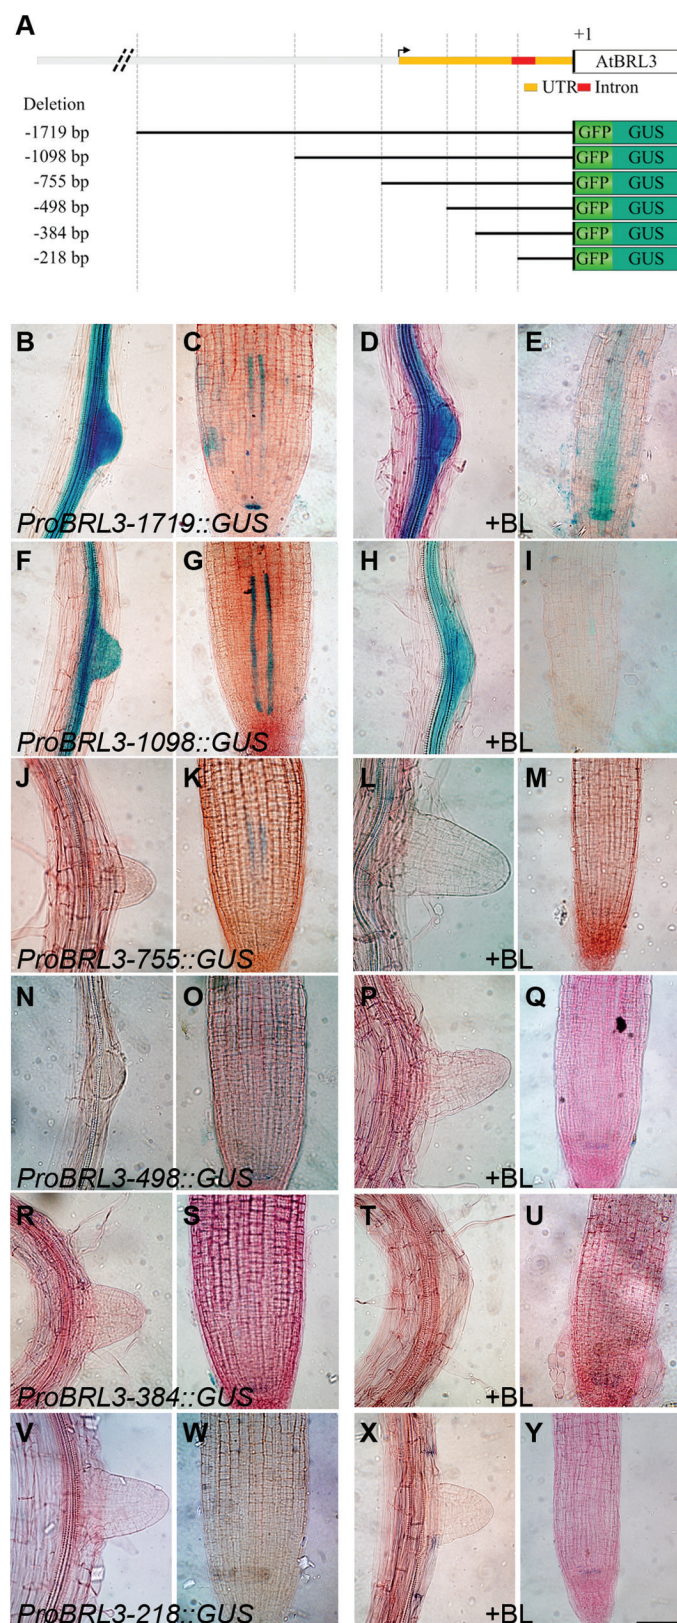 A
+1
AtBRL3
UTR Intron
Deletion
-1719 bp
GFP GUS
-1098 bp
GFP GUS
-755 bp
GFP GUS
-498 bp
GFP GUS
-384 bp
GFP GUS
-218 bp
GFP GUS
B C D E
ProBRL3-1719::GUS +BL
F G H I
ProBRL3-1098::GUS +BL
J K L M
ProBRL3-755::GUS +BL
N O P Q
ProBRL3-498::GUS +BL
R S T U
ProBRL3-384::GUS +BL
V W X Y
ProBRL3-218::GUS +BL